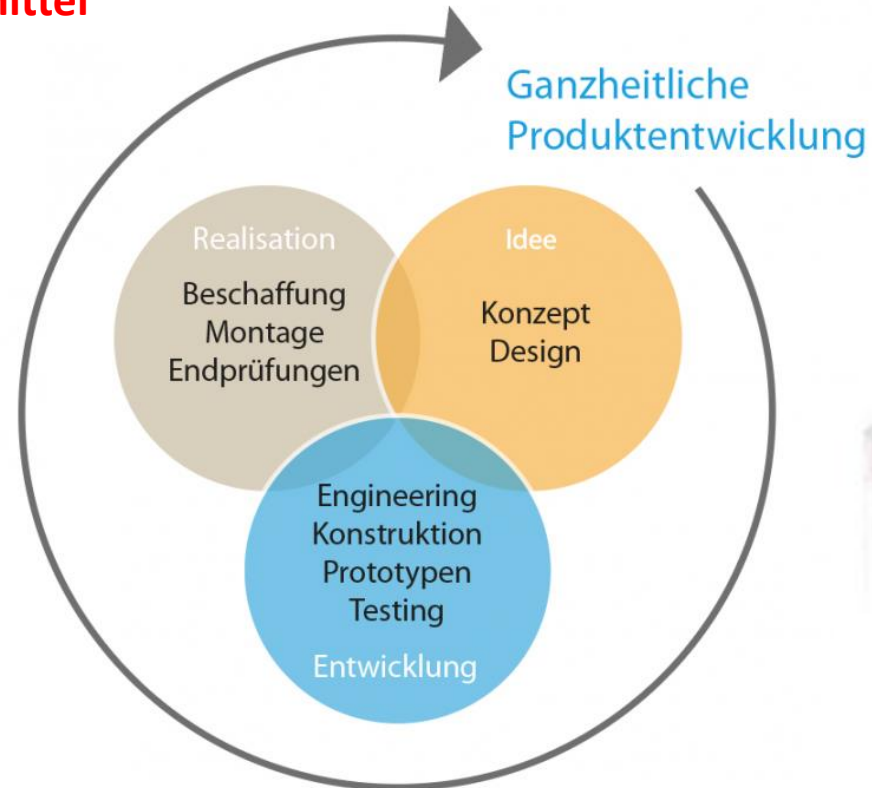 Ganzheitliche
Produktentwicklung
Realisation
Beschaffung
Montage
Endprüfungen
Idee
Konzept
Design
Engineering
Konstruktion
Prototypen
Testing
Entwicklung